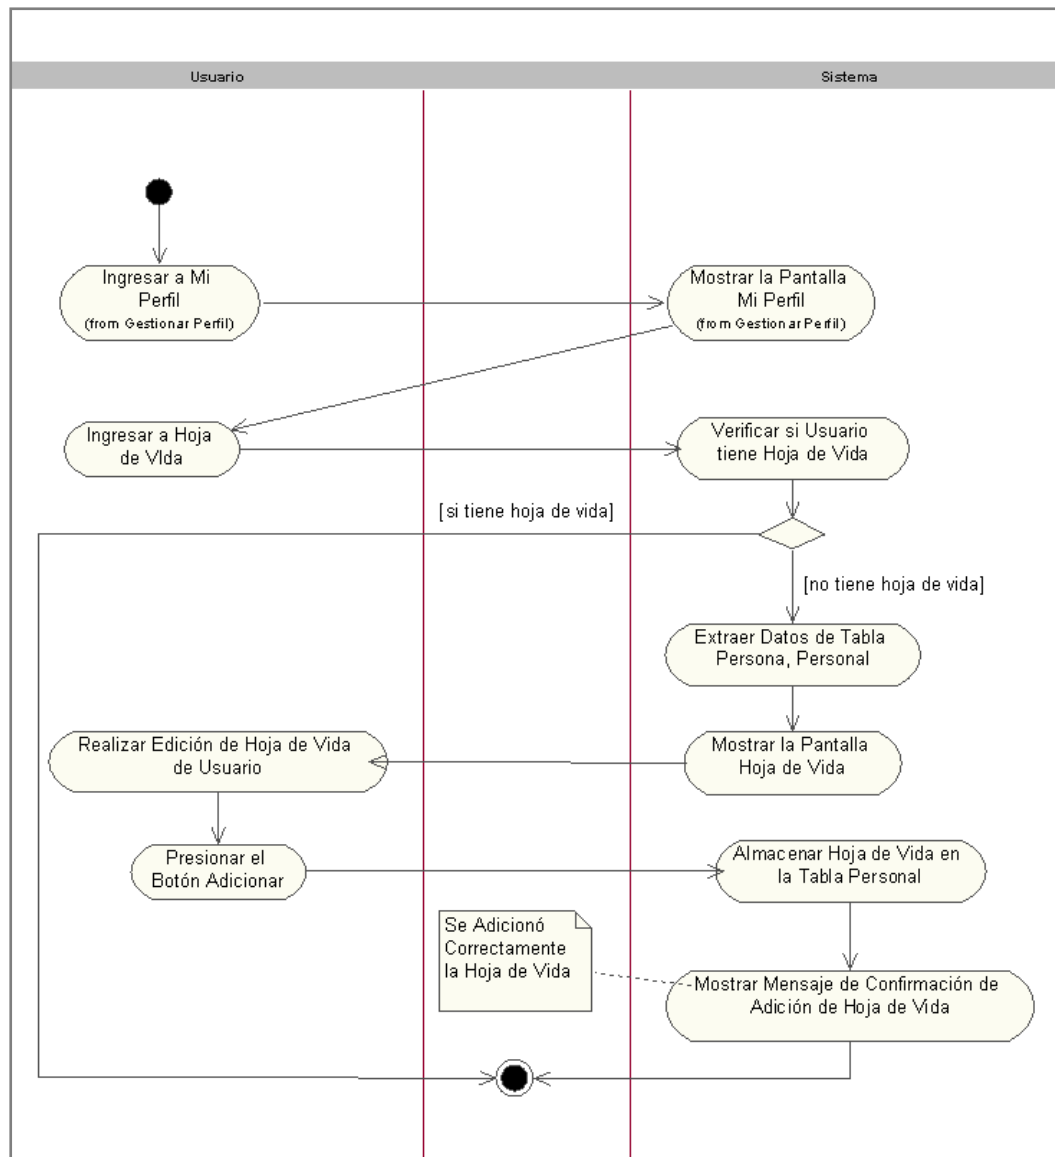 Usuario
Sistema
Ingresar a Mi
Perfil
(from Gestionar Perfil)
Mostrar la Pantalla
Mi Perfil
(from Gestionar Perfil)
Ingresar a Hoja
de VIda
Verificar si Usuario
tiene Hoja de Vida
[si tiene hoja de vida]
[no tiene hoja de vida]
Extraer Datos de Tabla
Persona, Personal
Realizar Edición de Hoja de Vida
de Usuario
Mostrar la Pantalla
Hoja de Vida
Presionar el
Botón Adicionar
Almacenar Hoja de Vida en
la Tabla Personal
Se Adicionó
Correctamente
la Hoja de Vida
Mostrar Mensaje de Confirmación de
Adición de Hoja de Vida